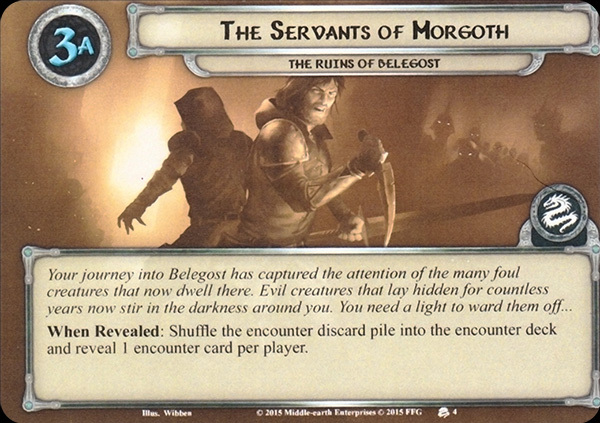 3A
The Servants of Morgoth
The Ruins of Belegost
Your journey into Belegost has captured the attention of the many foul
creatures that now dwell there. Evil creatures that lay hidden for countless
years now stir in the darkness around you. You need a light to ward them off...
When Revealed: Shuffle the encounter discard pile into the encounter deck
and reveal 1 encounter card per player.
Illus. Wibben © 2015 Middle-earth Enterprises © 2015 FFG 4